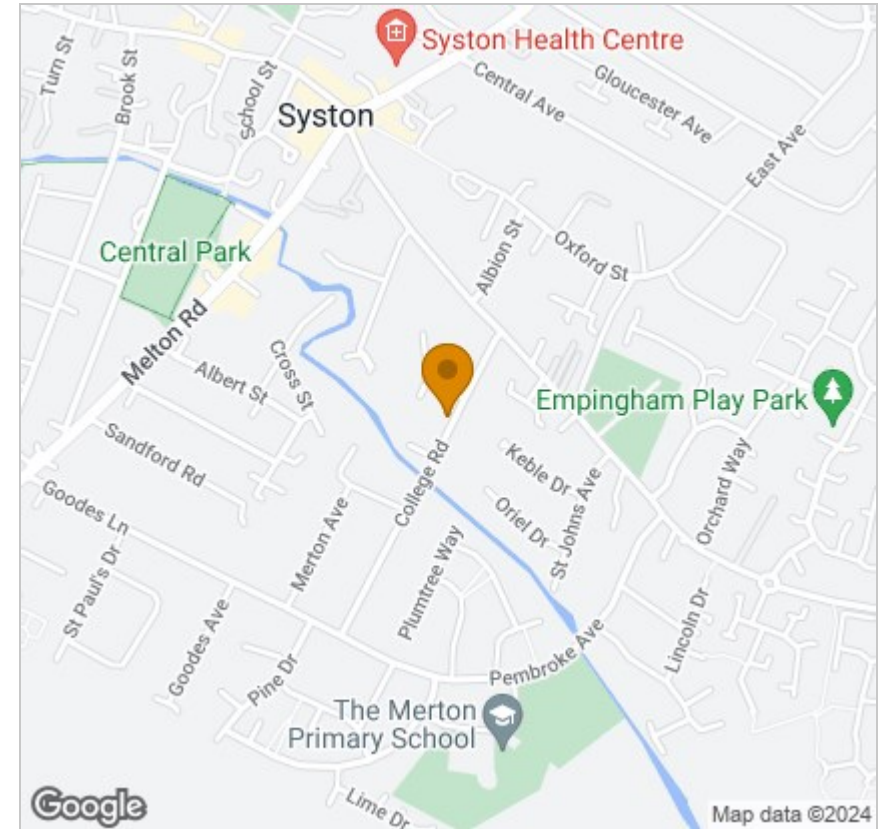 Turn St
Brook St
School St
Syston
Syston Health Centre
Central Ave
Gloucester Ave
East Ave
Central Park
Albion St
Oxford St
Melton Rd
Cross St
Albert St
Empingham Play Park
Sandford Rd
College Rd
Keble Dr
Orchard Way
Goodes Ln
Merton Ave
Oriel Dr
St Johns Ave
St Paul's Dr
Plumtree Way
Goodes Ave
Lincoln Dr
Pine Dr
Pembroke Ave
The Merton
Primary School
Lime Dr
Google
Map data ©2024